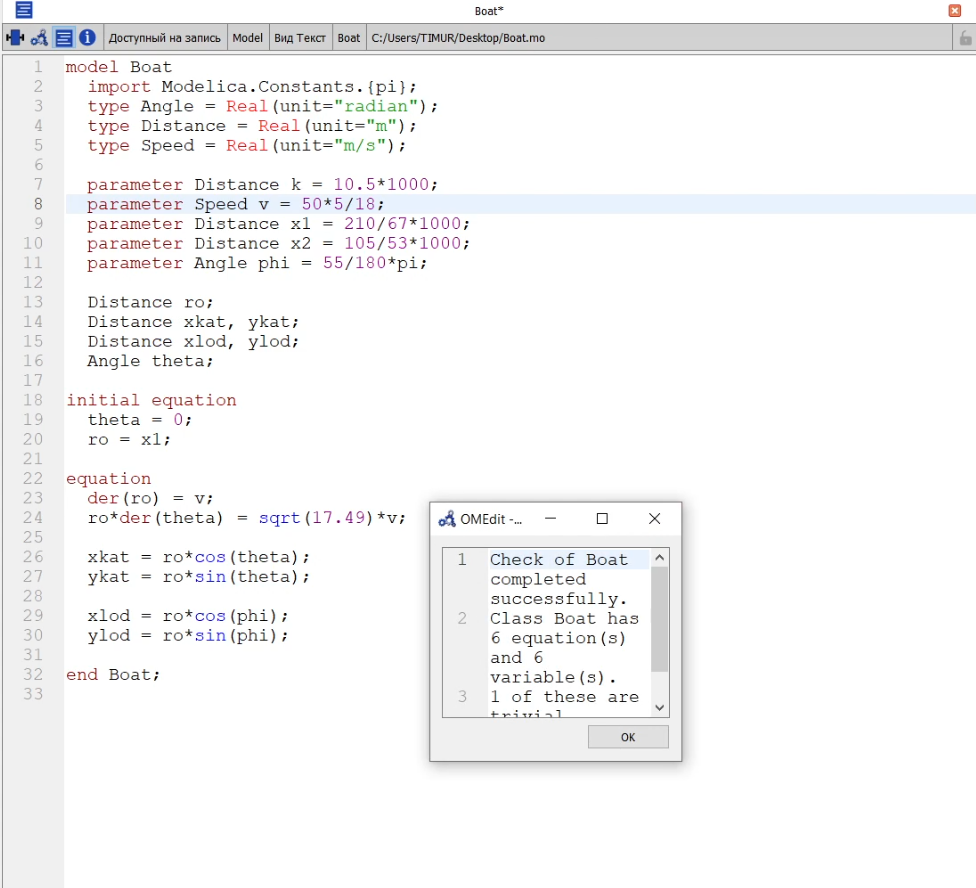 Boat*
Доступный на запись Model Вид Текст Boat C:/Users/TIMUR/Desktop/Boat.mo
1 model Boat
2   import Modelica.Constants.{pi};
3   type Angle = Real(unit="radian");
4   type Distance = Real(unit="m");
5   type Speed = Real(unit="m/s");
6
7   parameter Distance k = 10.5*1000;
8   parameter Speed v = 50*5/18;
9   parameter Distance x1 = 210/67*1000;
10   parameter Distance x2 = 105/53*1000;
11   parameter Angle phi = 55/180*pi;
12
13   Distance ro;
14   Distance xkat, ykat;
15   Distance xlod, ylod;
16   Angle theta;
17
18 initial equation
19   theta = 0;
20   ro = x1;
21
22 equation
23   der(ro) = v;
24   ro*der(theta) = sqrt(17.49)*v;
25
26   xkat = ro*cos(theta);
27   ykat = ro*sin(theta);
28
29   xlod = ro*cos(phi);
30   ylod = ro*sin(phi);
31
32 end Boat;
33
OMEdit -...
1 Check of Boat
completed
successfully.
2 Class Boat has
6 equation(s)
and 6
variable(s).
3 1 of these are
trivial
OK